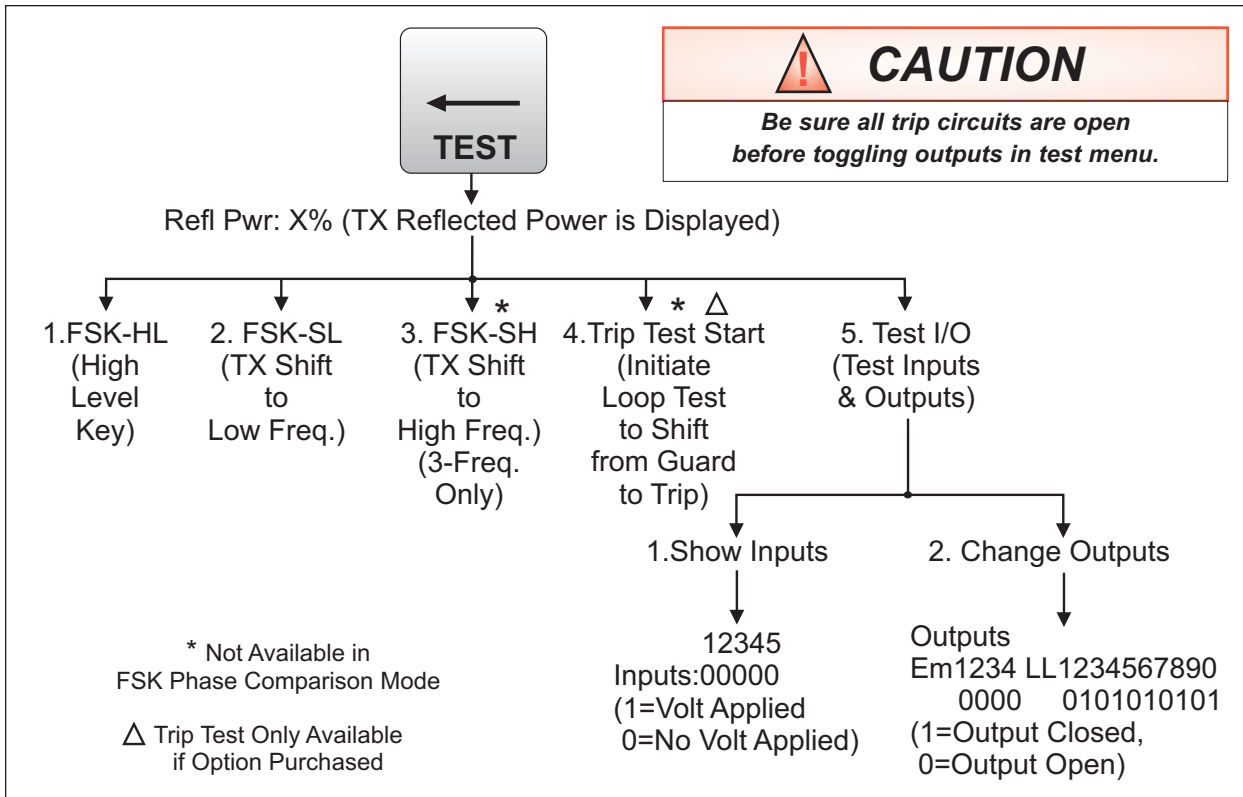 TEST
! CAUTION
Be sure all trip circuits are open
before toggling outputs in test menu.
Refl Pwr: X% (TX Reflected Power is Displayed)
1.FSK-HL
(High
Level
Key)
2. FSK-SL
(TX Shift
to
Low Freq.)
*
3. FSK-SH
(TX Shift
to
High Freq.)
(3-Freq.
Only)
* △
4.Trip Test Start
(Initiate
Loop Test
to Shift
from Guard
to Trip)
5. Test I/O
(Test Inputs
& Outputs)
1.Show Inputs
12345
Inputs:00000
(1=Volt Applied
0=No Volt Applied)
2. Change Outputs
Outputs
Em1234 LL1234567890
0000 0101010101
(1=Output Closed,
0=Output Open)
* Not Available in
FSK Phase Comparison Mode
△ Trip Test Only Available
if Option Purchased